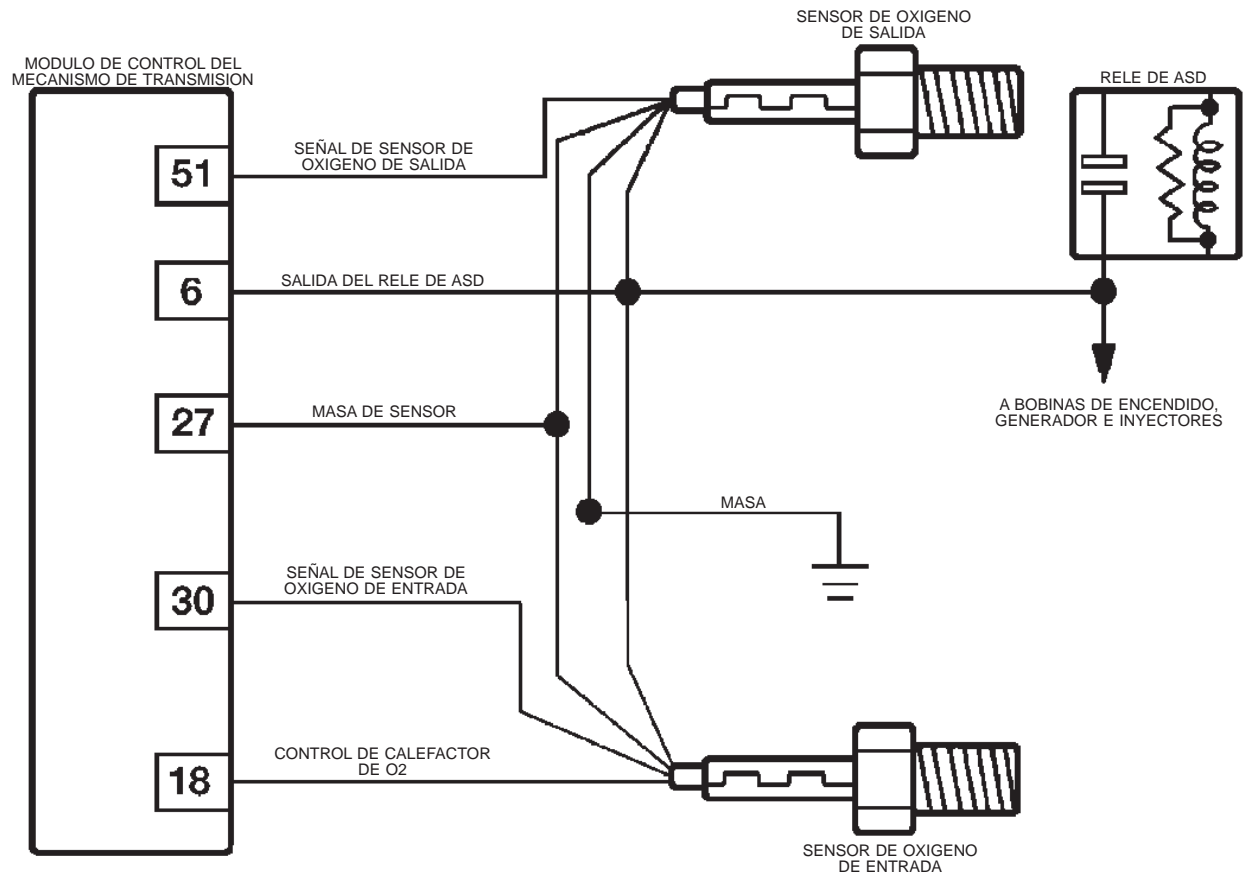 SENSOR DE OXIGENO
DE SALIDA
MODULO DE CONTROL DEL
MECANISMO DE TRANSMISION
RELE DE ASD
SEÑAL DE SENSOR DE
OXIGENO DE SALIDA
51
SALIDA DEL RELE DE ASD
6
A BOBINAS DE ENCENDIDO,
GENERADOR E INYECTORES
MASA DE SENSOR
27
MASA
SEÑAL DE SENSOR DE
OXIGENO DE ENTRADA
30
CONTROL DE CALEFACTOR
DE O2
18
SENSOR DE OXIGENO
DE ENTRADA